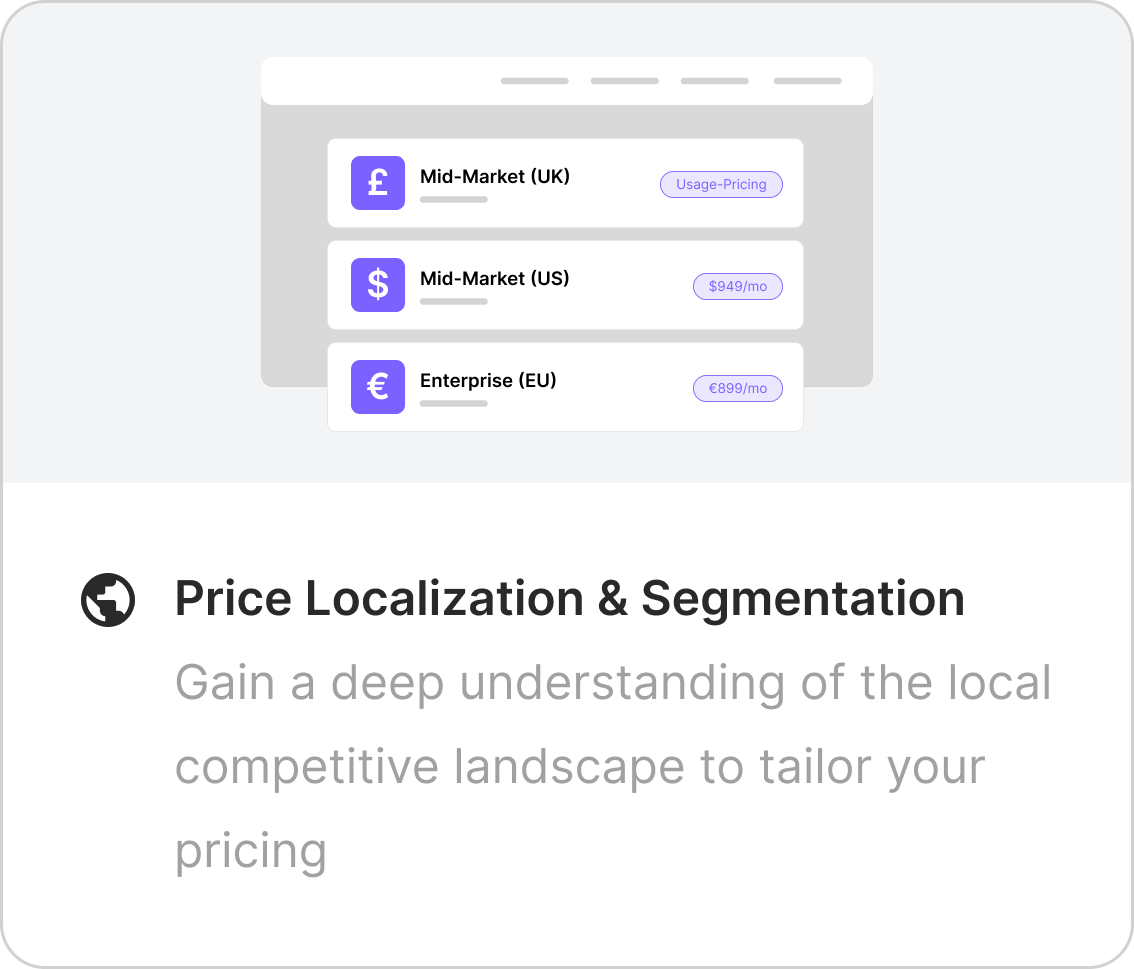 £
Mid-Market (UK)
Usage-Pricing
$
Mid-Market (US)
$949/mo
€
Enterprise (EU)
€899/mo
Price Localization & Segmentation
Gain a deep understanding of the local
competitive landscape to tailor your
pricing